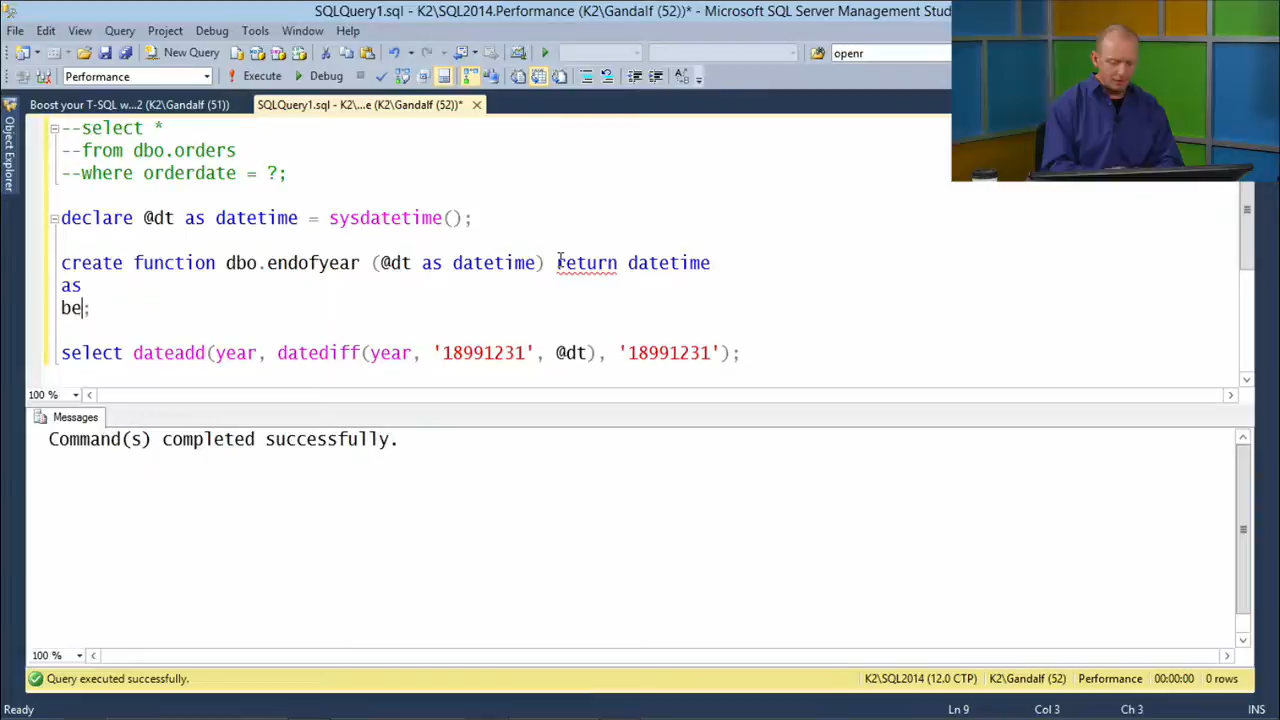 SQLQuery1.sql - K2\SQL2014.Performance (K2\Gandalf (52))* - Microsoft SQL Server Management Stud
File Edit View Query Project Debug Tools Window Help
New Query openr
Performance Execute Debug
Boost your T-SQL w...2 (K2\Gandalf (51)) SQLQuery1.sql - K2\...e (K2\Gandalf (52))*
Object Explorer
--select *
--from dbo.orders
--where orderdate = ?;
declare @dt as datetime = sysdatetime();
create function dbo.endofyear (@dt as datetime) return datetime
as
be;
select dateadd(year, datediff(year, '18991231', @dt), '18991231');
100 %
Messages
Command(s) completed successfully.
100 %
Query executed successfully. K2\SQL2014 (12.0 CTP) K2\Gandalf (52) Performance 00:00:00 0 rows
Ready Ln 9 Col 3 Ch 3 INS